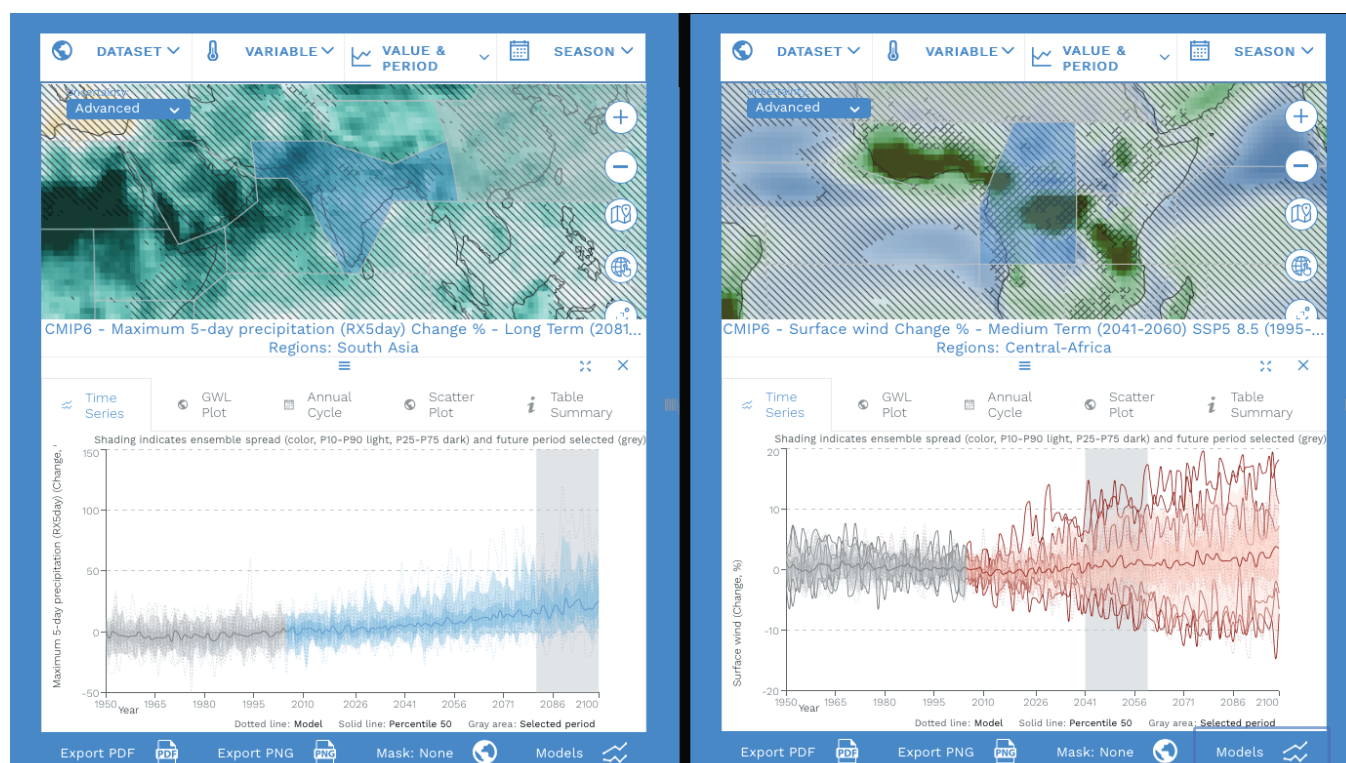 DATASET
VARIABLE
VALUE &
PERIOD
SEASON
Advanced
CMIP6 - Maximum 5-day precipitation (RX5day) Change % - Long Term (2081...
Regions: South Asia
Time
Series
GWL
Plot
Annual
Cycle
Scatter
Plot
Table
Summary
Shading indicates ensemble spread (color, P10-P90 light, P25-P75 dark) and future period selected (grey)
Maximum 5-day precipitation (RX5day) (Change,
150
100
50
0
-50
1950 1965 1980 1995 2010 2026 2041 2056 2071 2086 2100
Year
Dotted line: Model Solid line: Percentile 50 Gray area: Selected period
Export PDF PDF Export PNG PNG Mask: None Models
DATASET
VARIABLE
VALUE &
PERIOD
SEASON
Advanced
CMIP6 - Surface wind Change % - Medium Term (2041-2060) SSP5 8.5 (1995-...
Regions: Central-Africa
Time
Series
GWL
Plot
Annual
Cycle
Scatter
Plot
Table
Summary
Shading indicates ensemble spread (color, P10-P90 light, P25-P75 dark) and future period selected (grey)
Surface wind (Change, %)
20
10
0
-10
-20
1950 1965 1980 1995 2010 2026 2041 2056 2071 2086 2100
Year
Dotted line: Model Solid line: Percentile 50 Gray area: Selected period
Export PDF PDF Export PNG PNG Mask: None Models